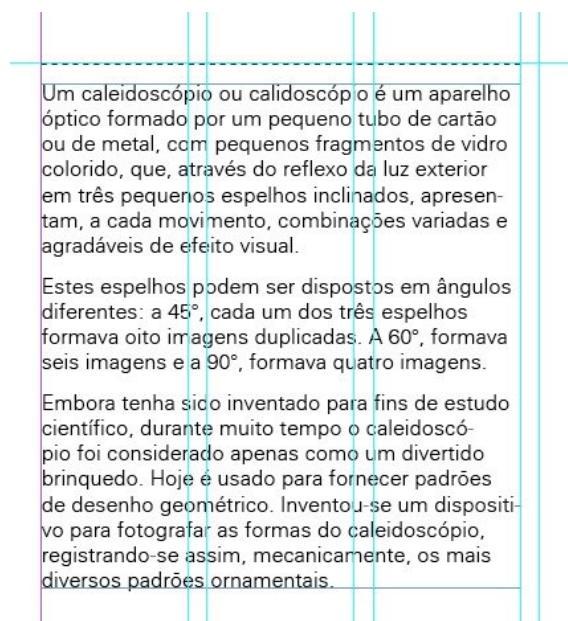 Um caleidoscópio ou calidoscópio é um aparelho
óptico formado por um pequeno tubo de cartão
ou de metal, com pequenos fragmentos de vidro
colorido, que, através do reflexo da luz exterior
em três pequenos espelhos inclinados, apresen-
tam, a cada movimento, combinações variadas e
agradáveis de efeito visual.
Estes espelhos podem ser dispostos em ângulos
diferentes: a 45°, cada um dos três espelhos
formava oito imagens duplicadas. A 60°, formava
seis imagens e a 90°, formava quatro imagens.
Embora tenha sido inventado para fins de estudo
científico, durante muito tempo o caleidoscó-
pio foi considerado apenas como um divertido
brinquedo. Hoje é usado para fornecer padrões
de desenho geométrico. Inventou-se um dispositi-
vo para fotografar as formas do caleidoscópio,
registrando-se assim, mecanicamente, os mais
diversos padrões ornamentais.